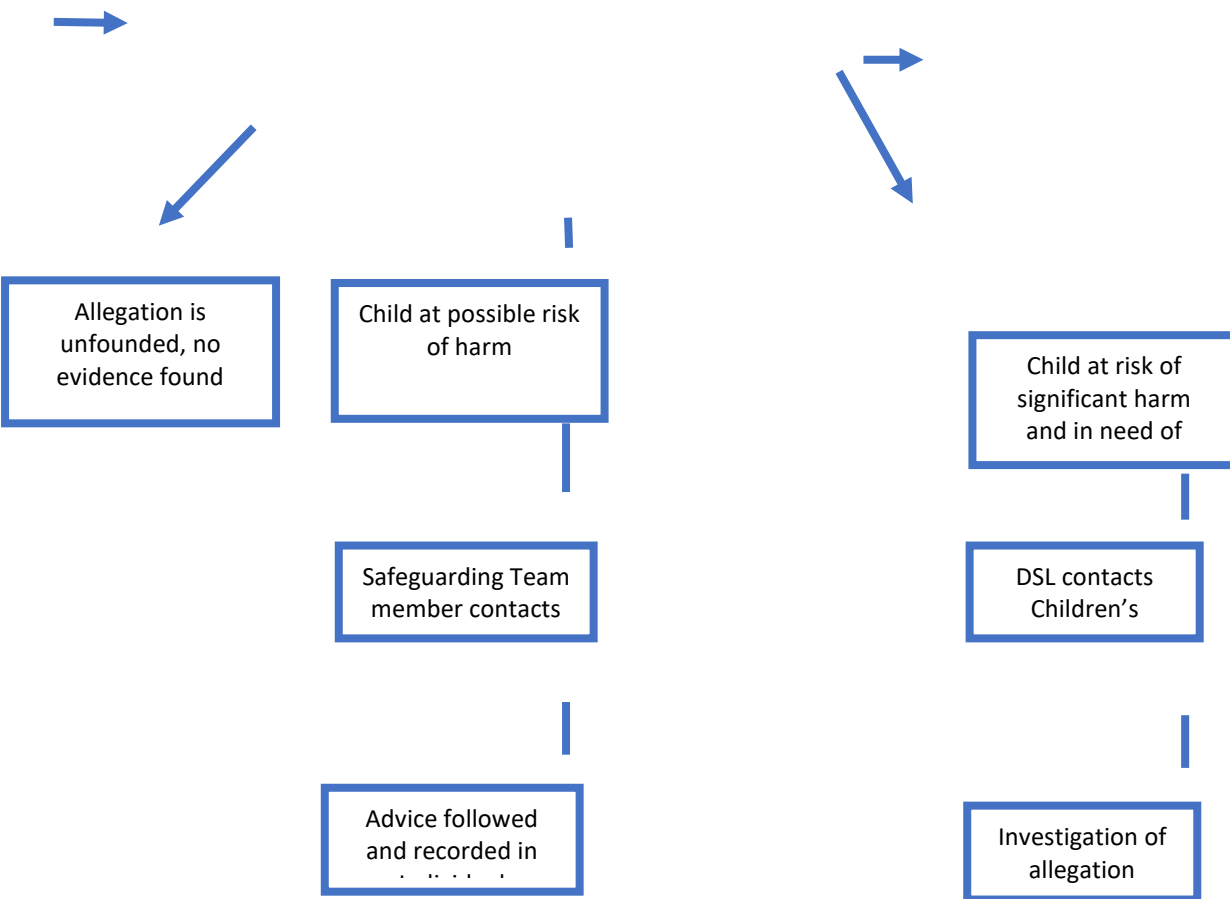 Allegation is
unfounded, no
evidence found
Child at possible risk
of harm
Child at risk of
significant harm
and in need of
Safeguarding Team
member contacts
DSL contacts
Children’s
Advice followed
and recorded in
Investigation of
allegation